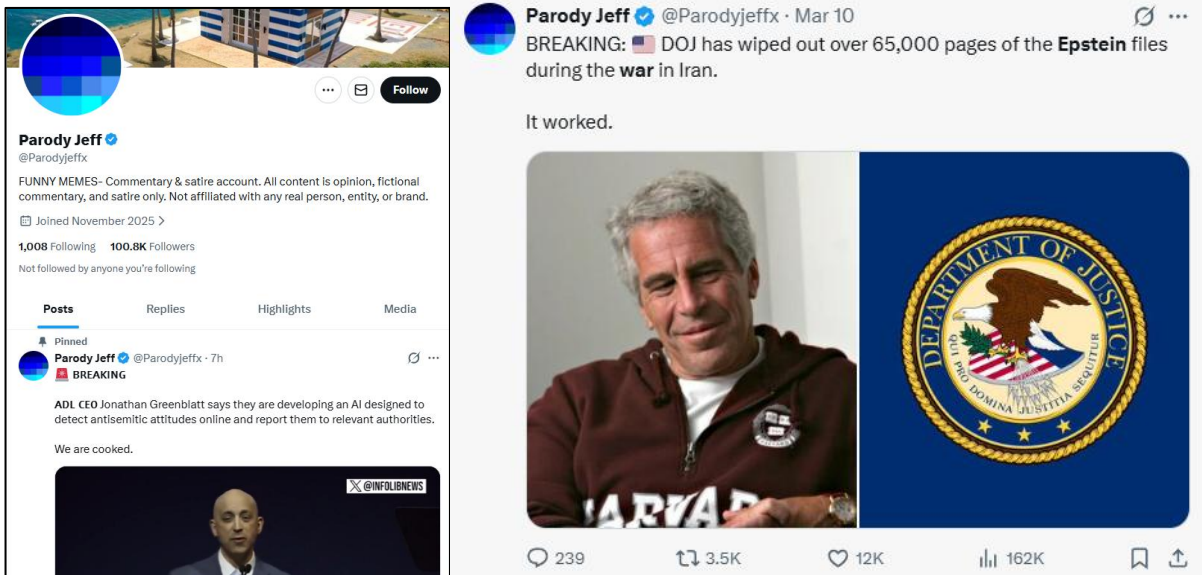 Follow
Parody Jeff
@Parodyjeffx
FUNNY MEMES- Commentary & satire account. All content is opinion, fictional
commentary, and satire only. Not affiliated with any real person, entity, or brand.
Joined November 2025
1,008 Following 100.8K Followers
Not followed by anyone you're following
Posts Replies Highlights Media
Pinned
Parody Jeff @Parodyjeffx · 7h
BREAKING
ADL CEO Jonathan Greenblatt says they are developing an AI designed to
detect antisemitic attitudes online and report them to relevant authorities.
We are cooked.
X @INFOLIBNEWS
Parody Jeff @Parodyjeffx · Mar 10
BREAKING: DOJ has wiped out over 65,000 pages of the Epstein files
during the war in Iran.
It worked.
HARVARD
DEPARTMENT OF JUSTICE
QUI PRO DOMINA JUSTITIA SEQUITUR
239 3.5K 12K 162K